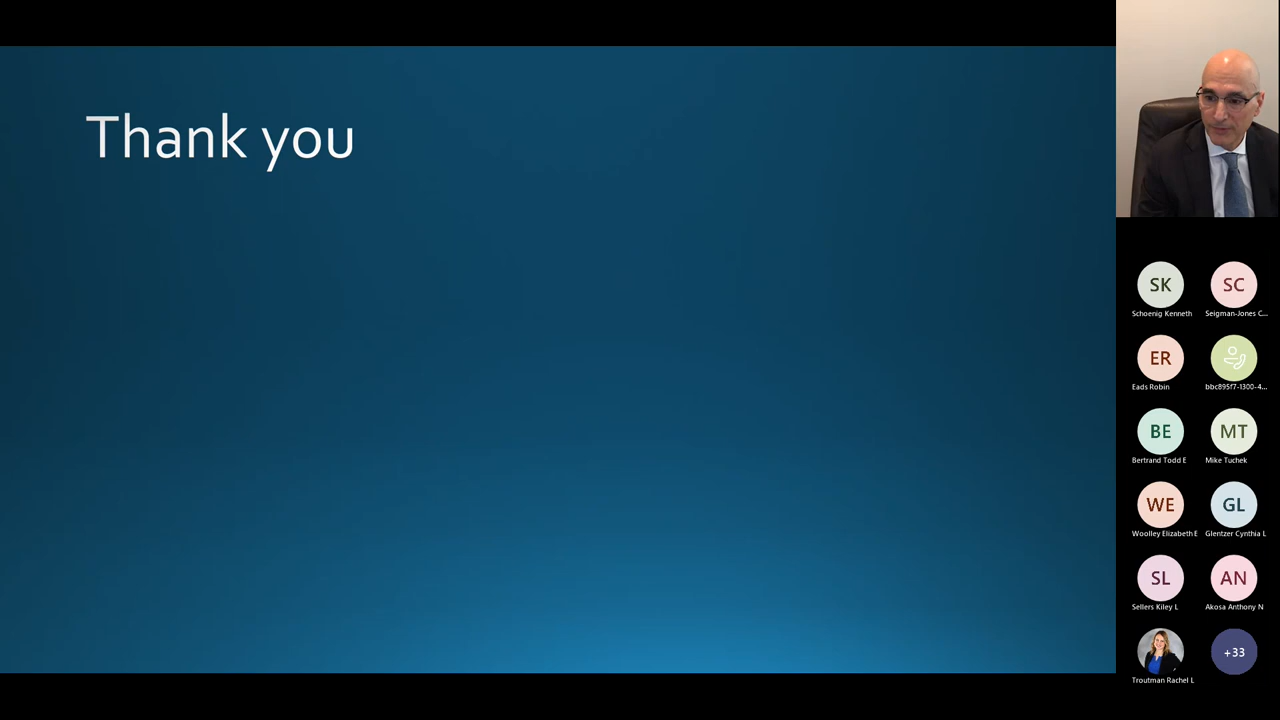 Thank you
SK
SC
Schoenig Kenneth
Seigman-Jones C...
ER
Eads Robin
bbc895f7-1300-4...
BE
MT
Bertrand Todd E
Mike Tuchek
WE
GL
Woolley Elizabeth E
Glentzer Cynthia L
SL
AN
Sellers Kiley L
Akosa Anthony N
+33
Troutman Rachel L